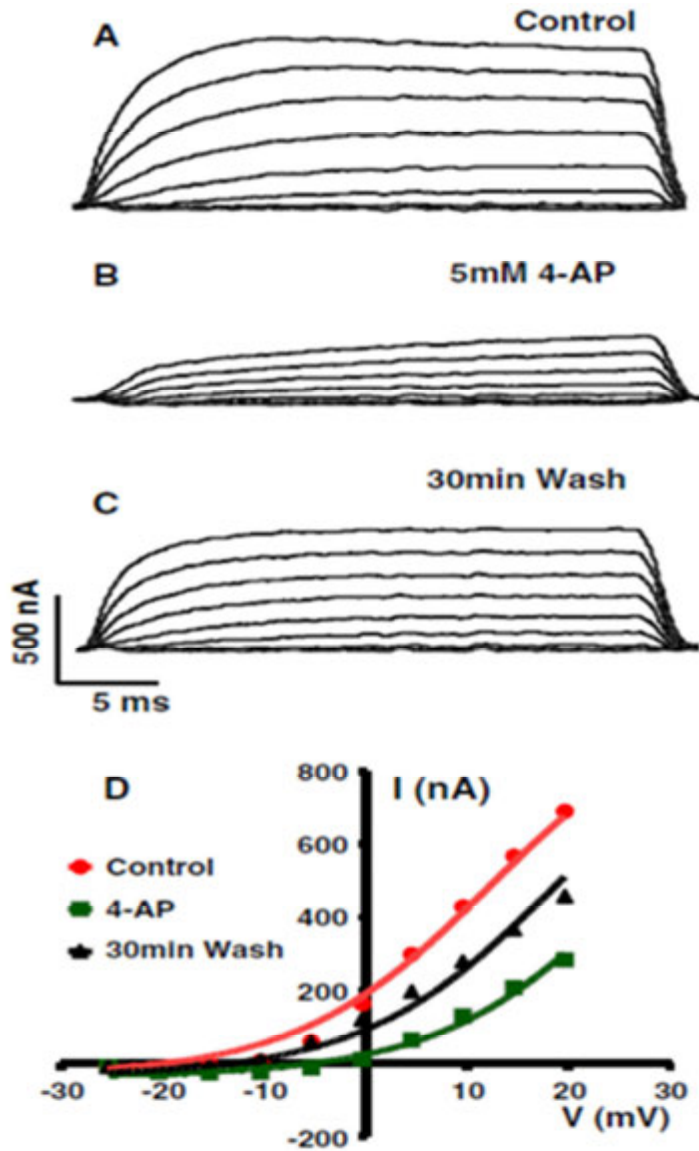 A
Control
B
5mM 4-AP
C
30min Wash
500 nA
5 ms
D
I (nA)
800
600
400
200
-200
Control
4-AP
30min Wash
-30
-20
-10
10
20
30
V (mV)